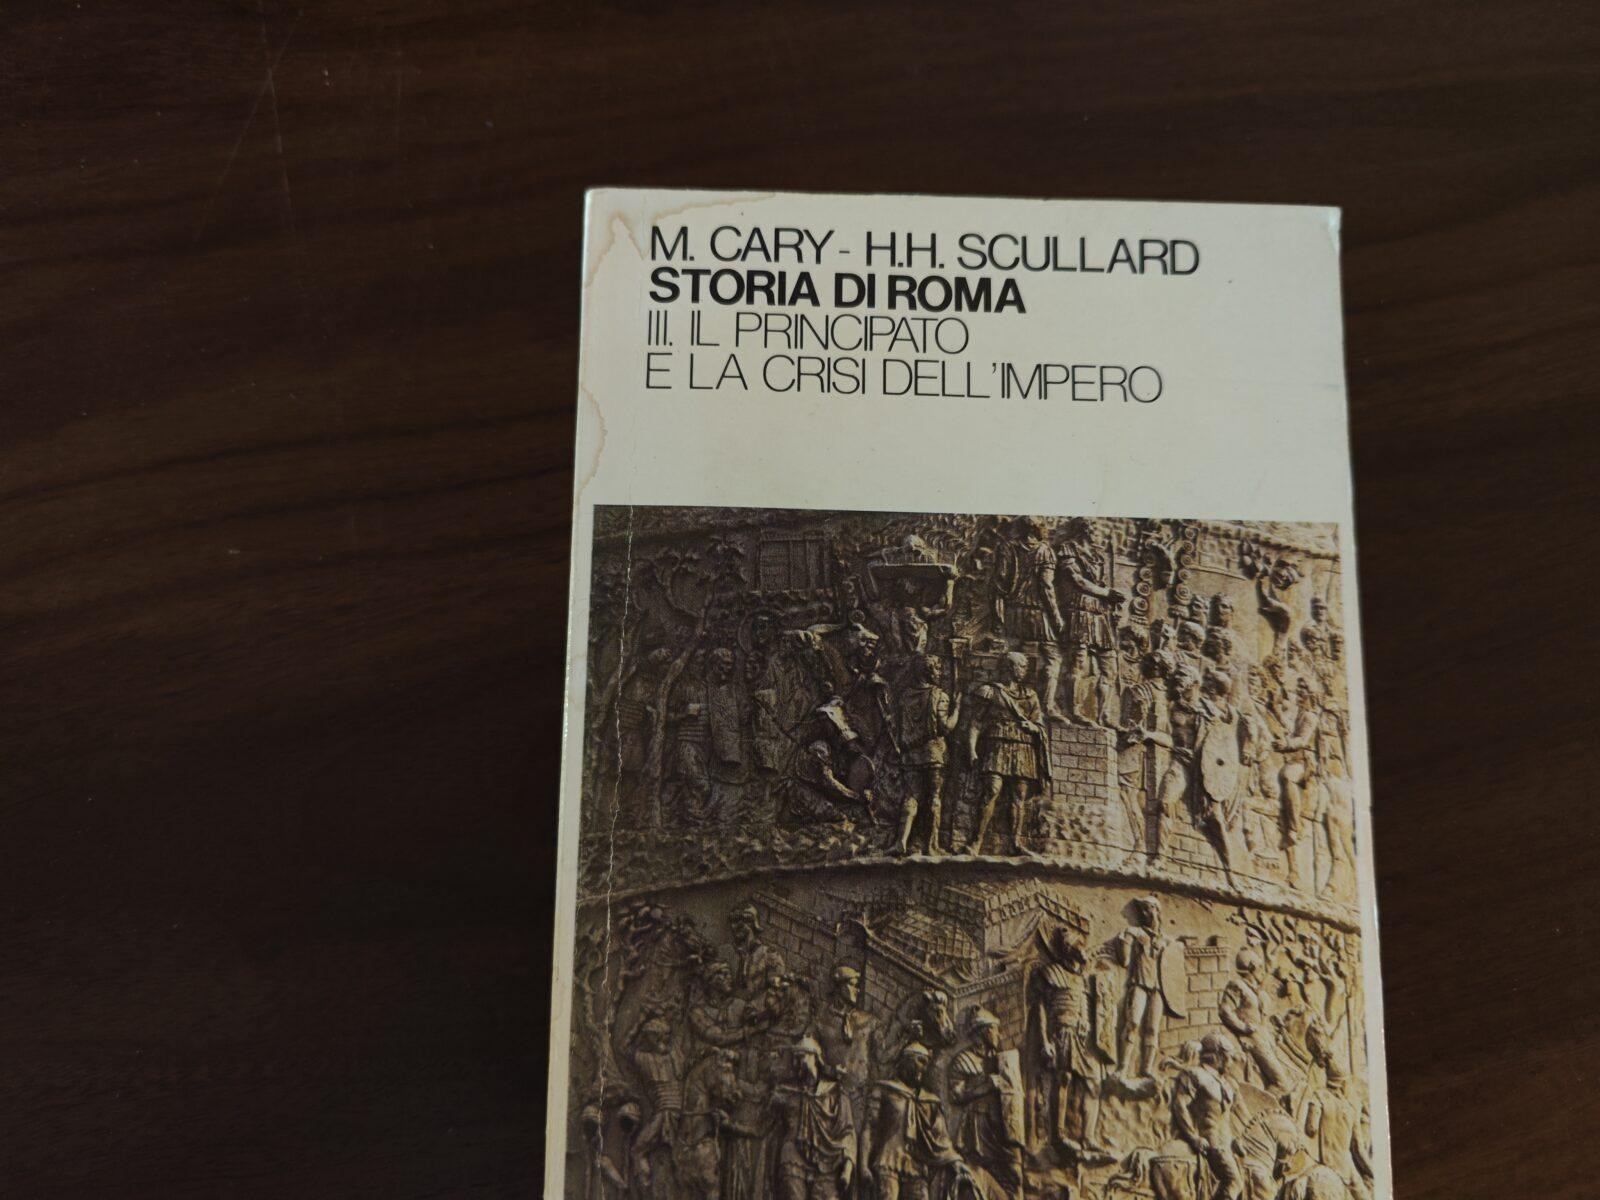 M. CARY - H.H. SCULLARD
STORIA DI ROMA
III. IL PRINCIPATO
E LA CRISI DELL'IMPERO